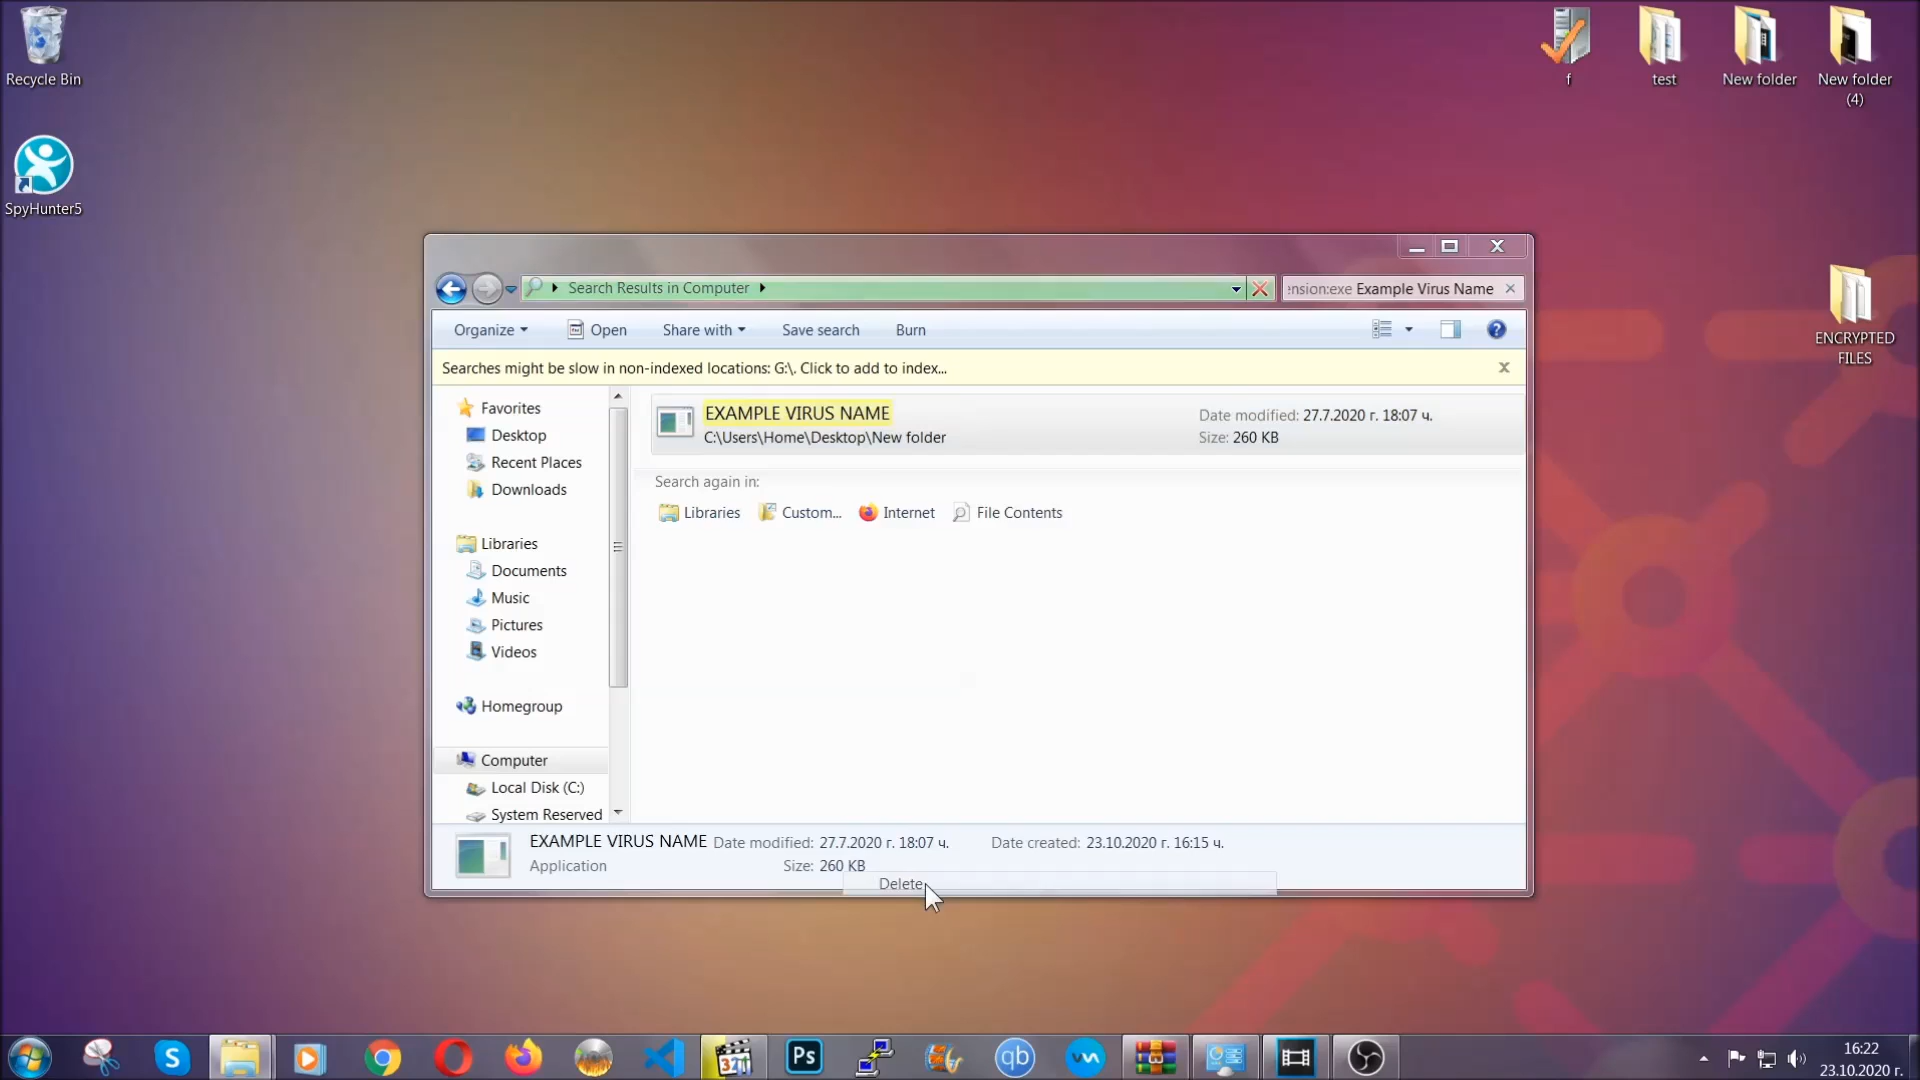 Recycle Bin
SpyHunter5
f
test
New folder
New folder
(4)
ENCRYPTED
FILES
Search Results in Computer
ension:exe Example Virus Name
Organize
Open
Share with
Save search
Burn
Searches might be slow in non-indexed locations: G:\. Click to add to index...
Favorites
Desktop
Recent Places
Downloads
Libraries
Documents
Music
Pictures
Videos
Homegroup
Computer
Local Disk (C:)
System Reserved
EXAMPLE VIRUS NAME
C:\Users\Home\Desktop\New folder
Date modified: 27.7.2020 г. 18:07 ч.
Size: 260 KB
Search again in:
Libraries
Custom...
Internet
File Contents
EXAMPLE VIRUS NAME Date modified: 27.7.2020 г. 18:07 ч. Date created: 23.10.2020 г. 16:15 ч.
Application Size: 260 KB
Delete
S
321
Ps
qb
16:22
23.10.2020 г.